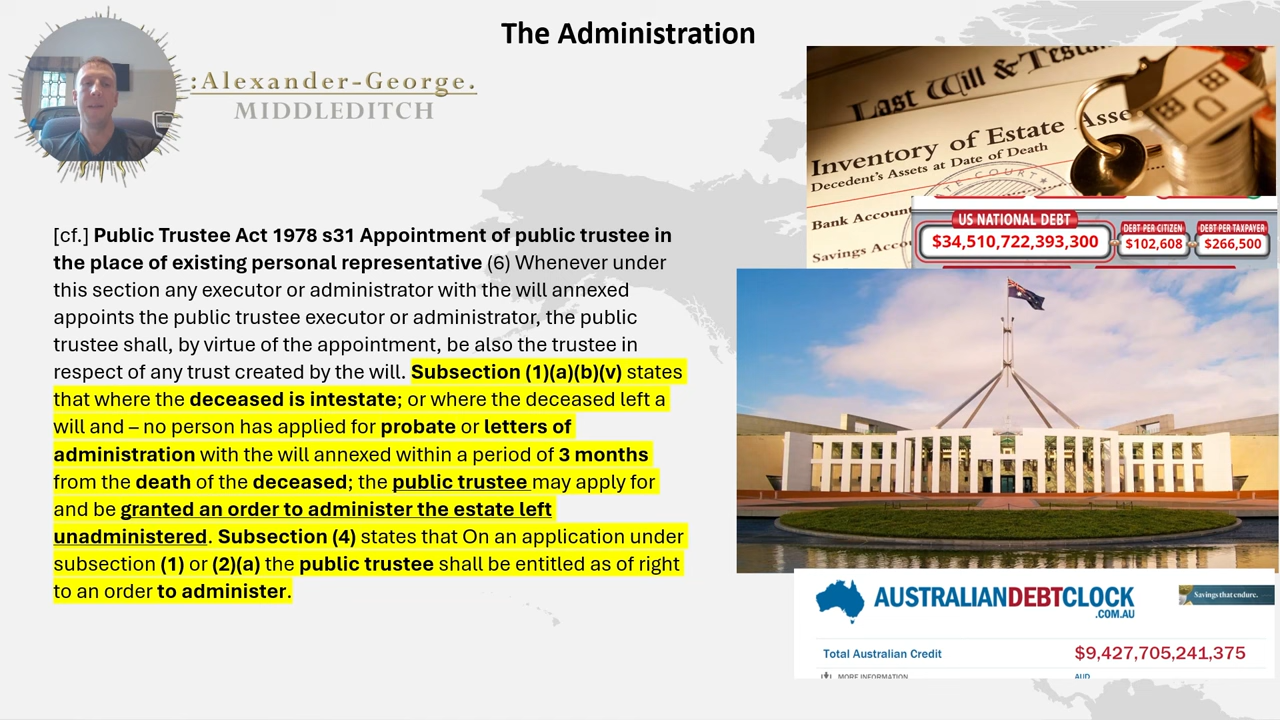 The Administration
:Alexander-George.
MIDDLEDITCH
[cf.] Public Trustee Act 1978 s31 Appointment of public trustee in
the place of existing personal representative (6) Whenever under
this section any executor or administrator with the will annexed
appoints the public trustee executor or administrator, the public
trustee shall, by virtue of the appointment, be also the trustee in
respect of any trust created by the will. Subsection (1)(a)(b)(v) states
that where the deceased is intestate; or where the deceased left a
will and – no person has applied for probate or letters of
administration with the will annexed within a period of 3 months
from the death of the deceased; the public trustee may apply for
and be granted an order to administer the estate left
unadministered. Subsection (4) states that On an application under
subsection (1) or (2)(a) the public trustee shall be entitled as of right
to an order to administer.
Last Will & Testa
Inventory of Estate Asse
Decedent's Assets at Date of Death
Bank Accoun
Savings Acco
US NATIONAL DEBT
$34,510,722,393,300
DEBT PER CITIZEN
$102,608
DEBT PER TAXPAYER
$266,500
AUSTRALIANDEBTCLOCK
.COM.AU
Savings that endure.
Total Australian Credit
$9,427,705,241,375
MORE INFORMATION
AUD